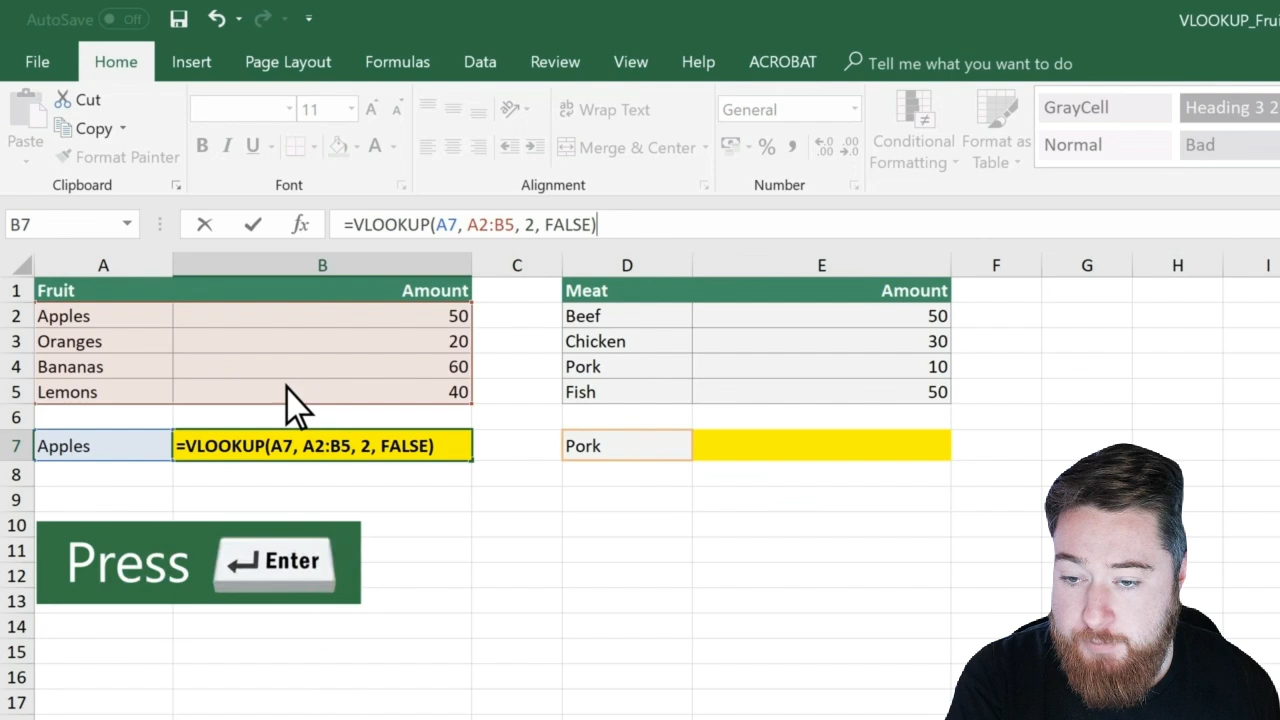 AutoSave Off
VLOOKUP_Frui
File Home Insert Page Layout Formulas Data Review View Help ACROBAT Tell me what you want to do
Paste
Cut
Copy
Format Painter
Clipboard
11
A A
B I U A
Font
Wrap Text
Merge & Center
Alignment
General
% , .00
Number
Conditional Formatting
Format as Table
GrayCell Heading 3 2
Normal Bad
B7 fx =VLOOKUP(A7, A2:B5, 2, FALSE)
A B C D E F G H I
1 Fruit Amount Meat Amount
2 Apples 50 Beef 50
3 Oranges 20 Chicken 30
4 Bananas 60 Pork 10
5 Lemons 40 Fish 50
6
7 Apples =VLOOKUP(A7, A2:B5, 2, FALSE) Pork
8
9
10
11 Press Enter
12
13
14
15
16
17